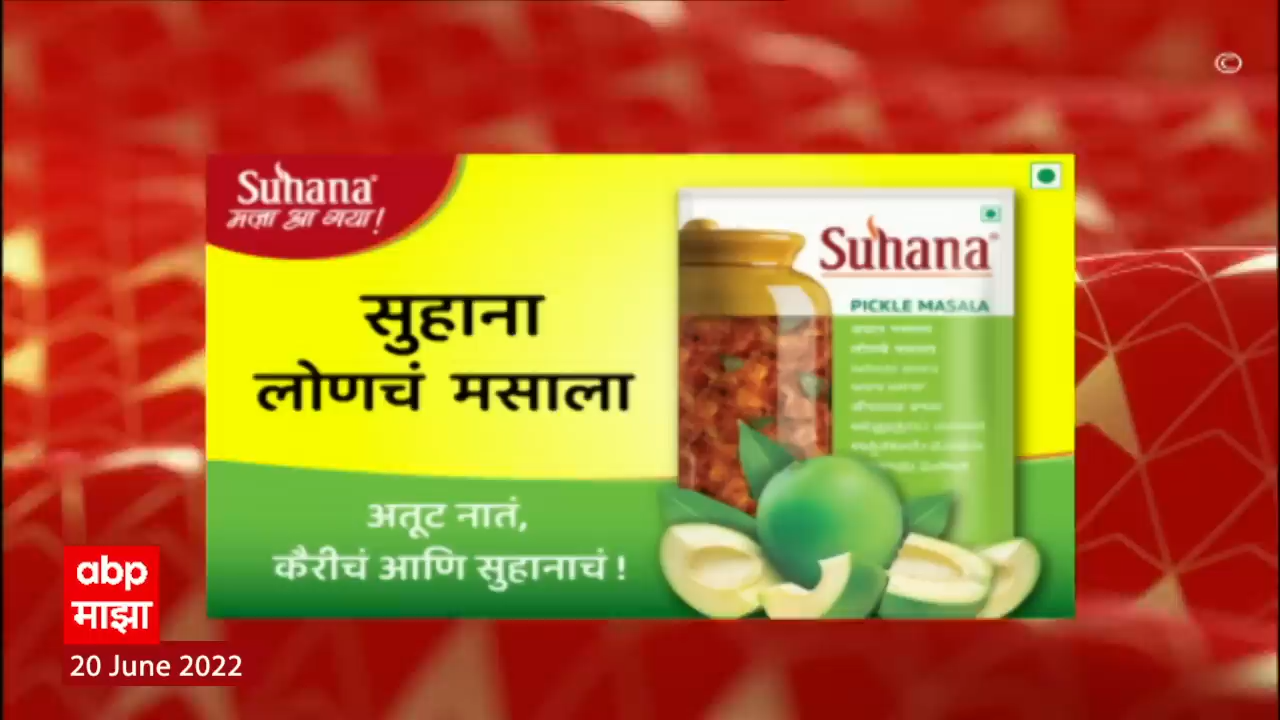 ©
Suhana®
मज़ा आ गया!
सुहाना
लोणचं मसाला
अतूट नातं,
कैरीचं आणि सुहानाचं !
Suhana®
PICKLE MASALA
abp
माझा
20 June 2022